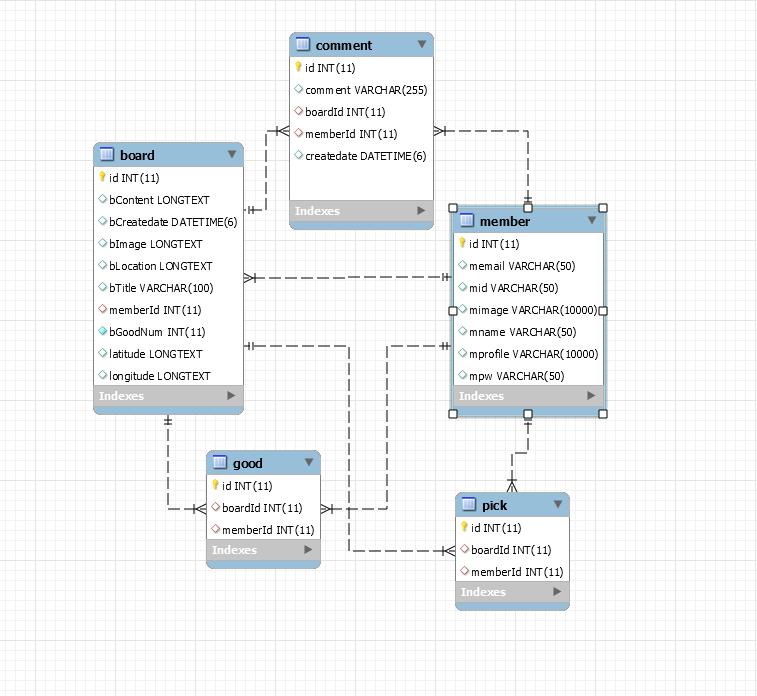 comment
id INT(11)
comment VARCHAR(255)
boardId INT(11)
memberId INT(11)
createdate DATETIME(6)
Indexes
board
id INT(11)
bContent LONGTEXT
bCreatedate DATETIME(6)
bImage LONGTEXT
bLocation LONGTEXT
bTitle VARCHAR(100)
memberId INT(11)
bGoodNum INT(11)
latitude LONGTEXT
longitude LONGTEXT
Indexes
member
id INT(11)
memail VARCHAR(50)
mid VARCHAR(50)
mimage VARCHAR(10000)
mname VARCHAR(50)
mprofile VARCHAR(10000)
mpw VARCHAR(50)
Indexes
good
id INT(11)
boardId INT(11)
memberId INT(11)
Indexes
pick
id INT(11)
boardId INT(11)
memberId INT(11)
Indexes